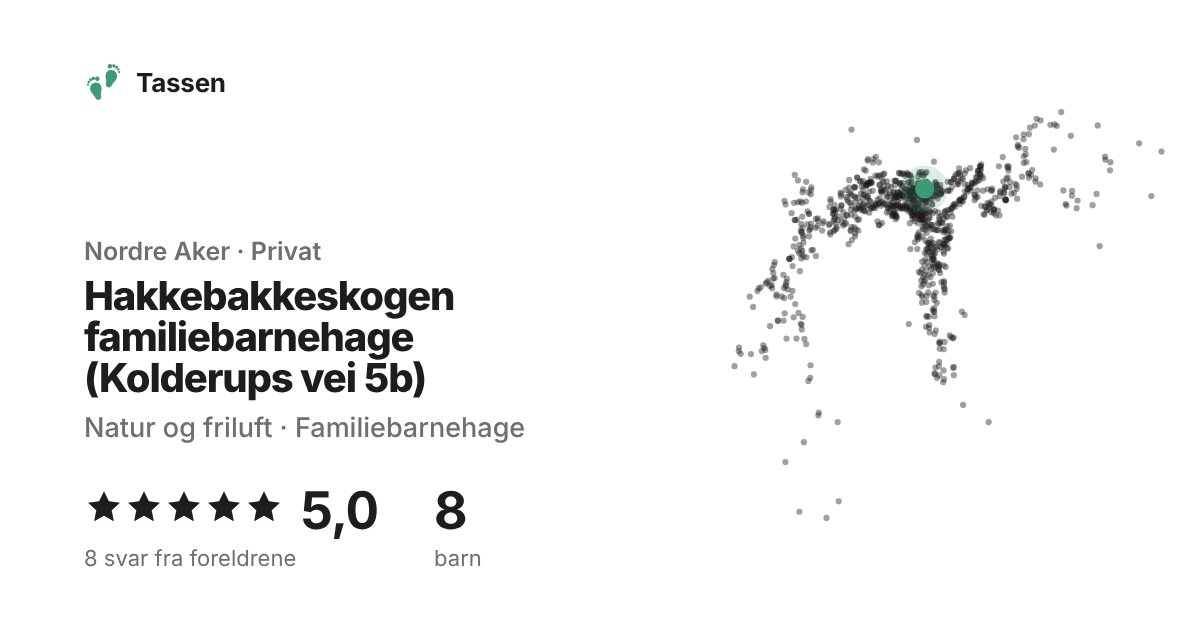 Tassen
Nordre Aker · Privat
Hakkebakkeskogen
familiebarnehage
(Kolderups vei 5b)
Natur og friluft · Familiebarnehage
5,0
8 svar fra foreldrene
8
barn